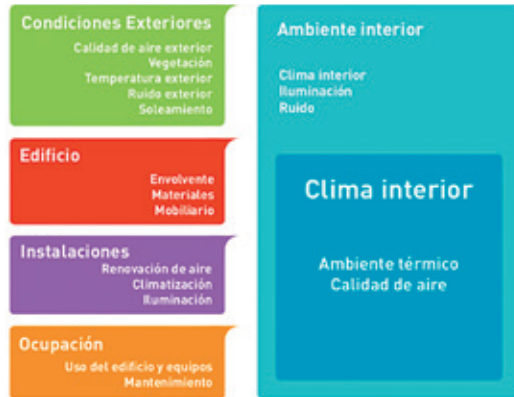 Condiciones Exteriores
Calidad de aire exterior
Vegetación
Temperatura exterior
Ruido exterior
Soleamiento
Edificio
Envolvente
Materiales
Mobiliario
Instalaciones
Renovación de aire
Climatización
Iluminación
Ocupación
Uso del edificio y equipos
Mantenimiento
Ambiente interior
Clima interior
Iluminación
Ruido
Clima interior
Ambiente térmico
Calidad de aire